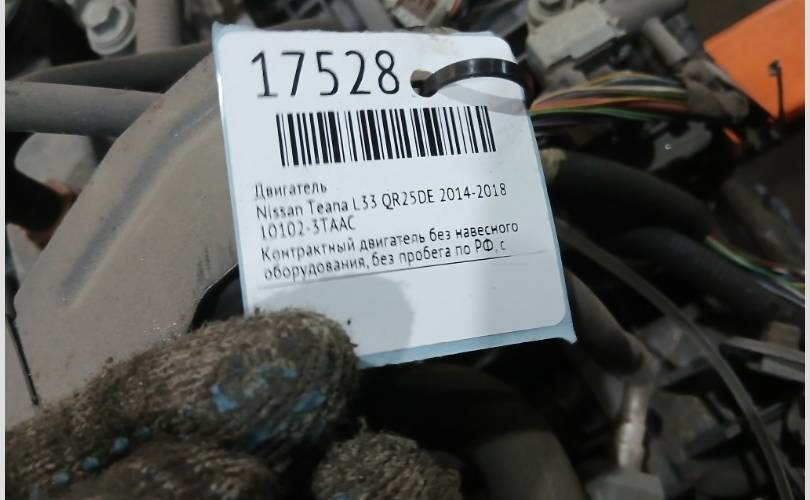 17528
Двигатель
Nissan Teana L33 QR25DE 2014-2018
10102-3TAAC
Контрактный двигатель без навесного
оборудования, без пробега по РФ, с